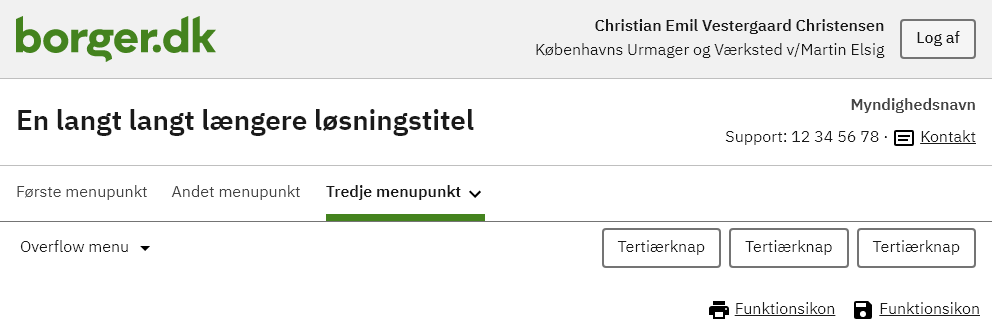 borger.dk
Christian Emil Vestergaard Christensen
Københavns Urmager og Værksted v/Martin Elsig
Log af
En langt langt længere løsningstitel
Myndighedsnavn
Support: 12 34 56 78 · Kontakt
Første menupunkt Andet menupunkt Tredje menupunkt
Overflow menu Tertiærknap Tertiærknap Tertiærknap
Funktionsikon Funktionsikon